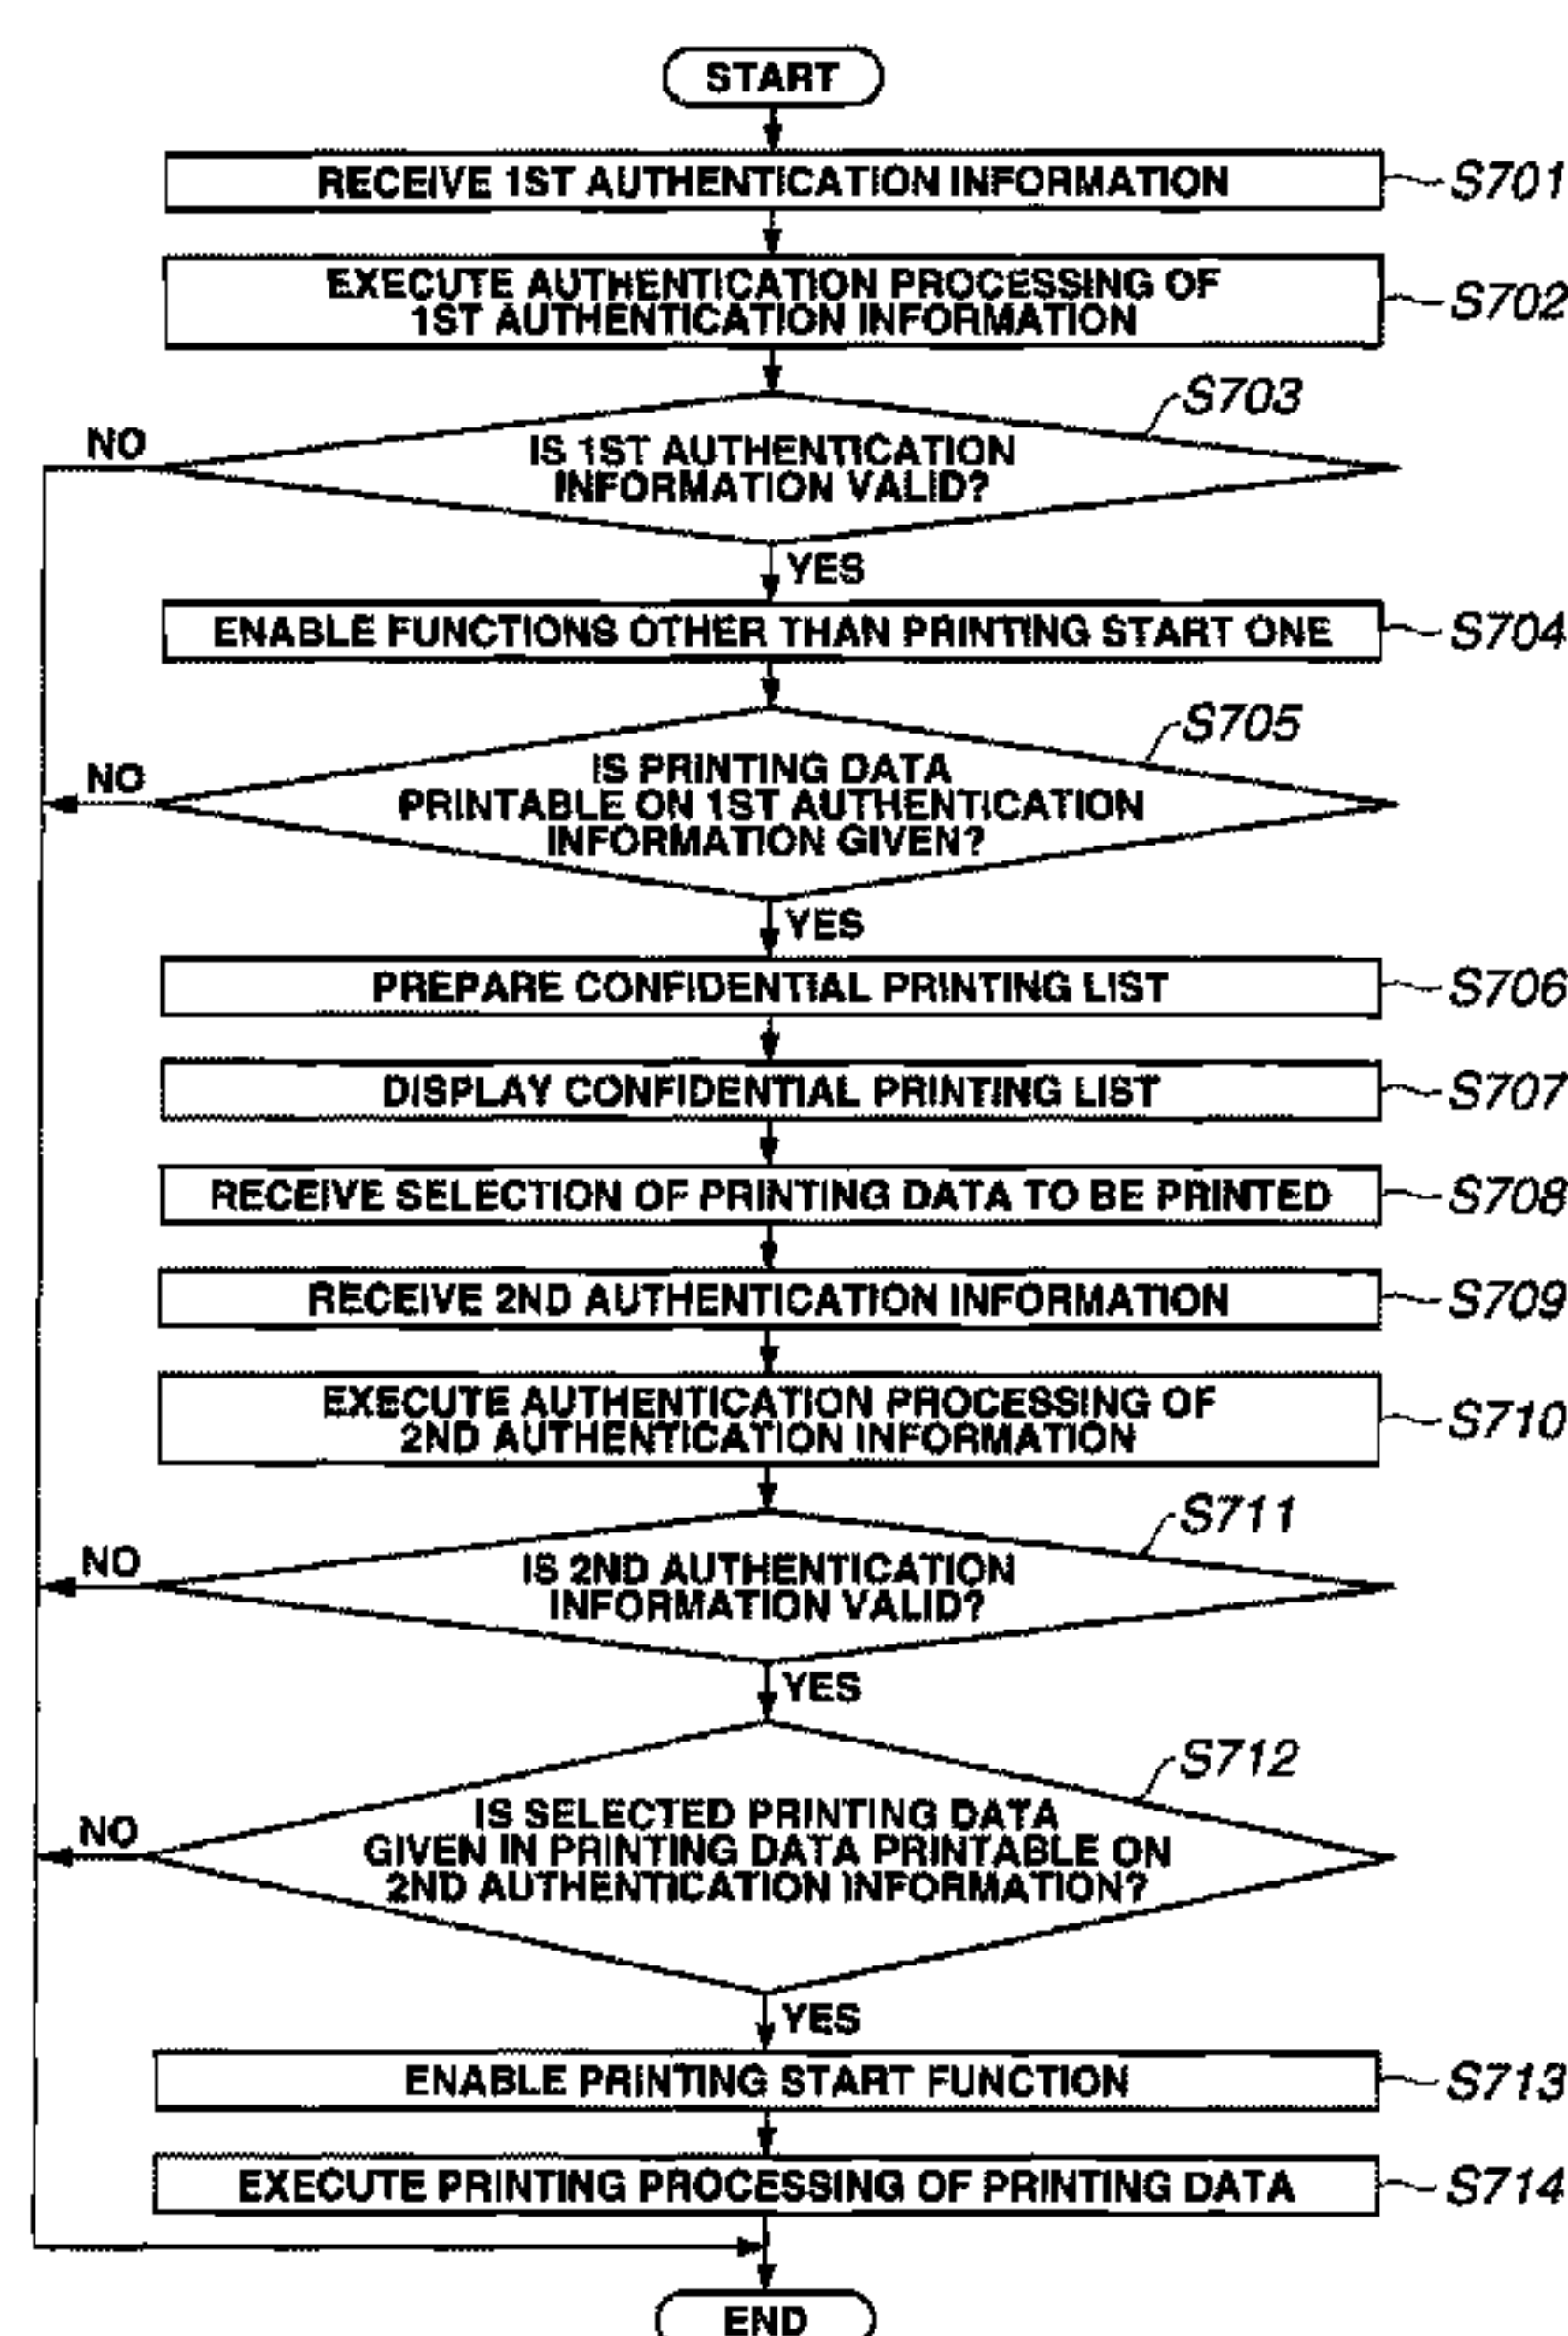 START
RECEIVE 1ST AUTHENTICATION INFORMATION
S701
EXECUTE AUTHENTICATION PROCESSING OF
1ST AUTHENTICATION INFORMATION
S702
S703
NO
IS 1ST AUTHENTICATION
INFORMATION VALID?
YES
ENABLE FUNCTIONS OTHER THAN PRINTING START ONE
S704
S705
NO
IS PRINTING DATA
PRINTABLE ON 1ST AUTHENTICATION
INFORMATION GIVEN?
YES
PREPARE CONFIDENTIAL PRINTING LIST
S706
DISPLAY CONFIDENTIAL PRINTING LIST
S707
RECEIVE SELECTION OF PRINTING DATA TO BE PRINTED
S708
RECEIVE 2ND AUTHENTICATION INFORMATION
S709
EXECUTE AUTHENTICATION PROCESSING OF
2ND AUTHENTICATION INFORMATION
S710
S711
NO
IS 2ND AUTHENTICATION
INFORMATION VALID?
YES
S712
NO
IS SELECTED PRINTING DATA
GIVEN IN PRINTING DATA PRINTABLE ON
2ND AUTHENTICATION INFORMATION?
YES
ENABLE PRINTING START FUNCTION
S713
EXECUTE PRINTING PROCESSING OF PRINTING DATA
S714
END